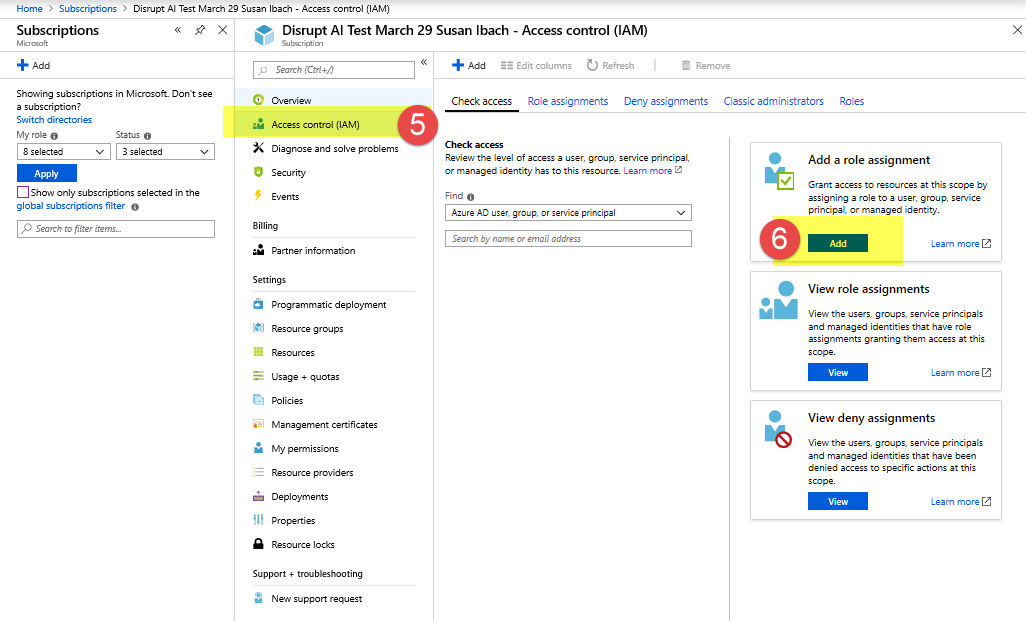 Home > Subscriptions > Disrupt AI Test March 29 Susan Ibach - Access control (IAM)
Subscriptions
Microsoft
Add
Showing subscriptions in Microsoft. Don't see
a subscription?
Switch directories
My role
Status
8 selected
3 selected
Apply
Show only subscriptions selected in the
global subscriptions filter
Search to filter items...
Disrupt AI Test March 29 Susan Ibach - Access control (IAM)
Subscription
Search (Ctrl+/)
Overview
Access control (IAM)
5
Diagnose and solve problems
Security
Events
Billing
Partner information
Settings
Programmatic deployment
Resource groups
Resources
Usage + quotas
Policies
Management certificates
My permissions
Resource providers
Deployments
Properties
Resource locks
Support + troubleshooting
New support request
Add Edit columns Refresh Remove
Check access Role assignments Deny assignments Classic administrators Roles
Check access
Review the level of access a user, group, service principal,
or managed identity has to this resource. Learn more
Find
Azure AD user, group, or service principal
Search by name or email address
Add a role assignment
Grant access to resources at this scope by
assigning a role to a user, group, service
principal, or managed identity.
6
Add
Learn more
View role assignments
View the users, groups, service principals
and managed identities that have role
assignments granting them access at this
scope.
View
Learn more
View deny assignments
View the users, groups, service principals
and managed identities that have been
denied access to specific actions at this
scope.
View
Learn more